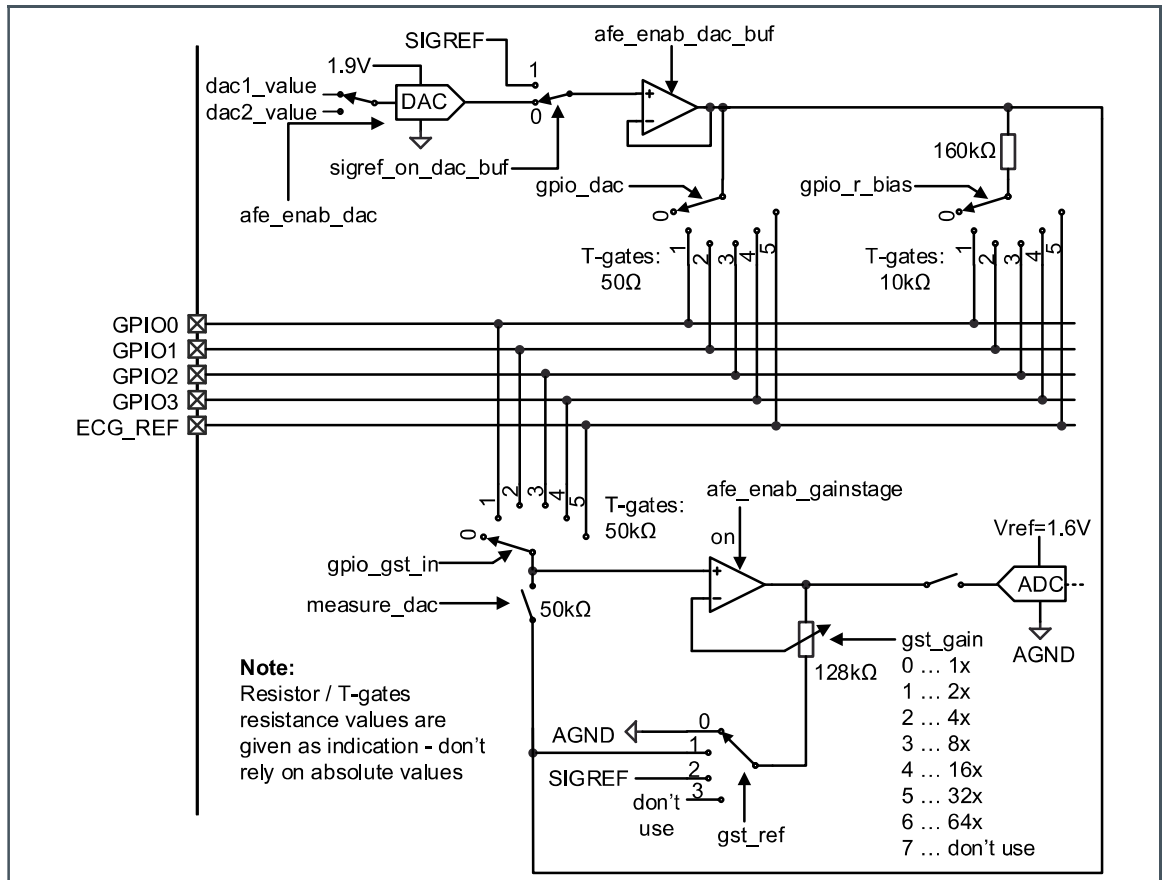 afe_enab_dac_buf
SIGREF
1
1.9V
dac1_value
DAC
dac2_value
0
sigref_on_dac_buf
afe_enab_dac
160kΩ
gpio_dac
gpio_r_bias
0
0
T-gates:
50Ω
1
2
3
4
5
T-gates:
10kΩ
1
2
3
4
5
GPIO0
GPIO1
GPIO2
GPIO3
ECG_REF
1
2
3
4
5
T-gates:
50kΩ
0
gpio_gst_in
measure_dac
50kΩ
afe_enab_gainstage
on
Vref=1.6V
ADC
AGND
128kΩ
gst_gain
0 ... 1x
1 ... 2x
2 ... 4x
3 ... 8x
4 ... 16x
5 ... 32x
6 ... 64x
7 ... don't use
Note:
Resistor / T-gates
resistance values are
given as indication - don't
rely on absolute values
AGND
0
1
SIGREF
2
don't
use
3
gst_ref
+
−
+
−